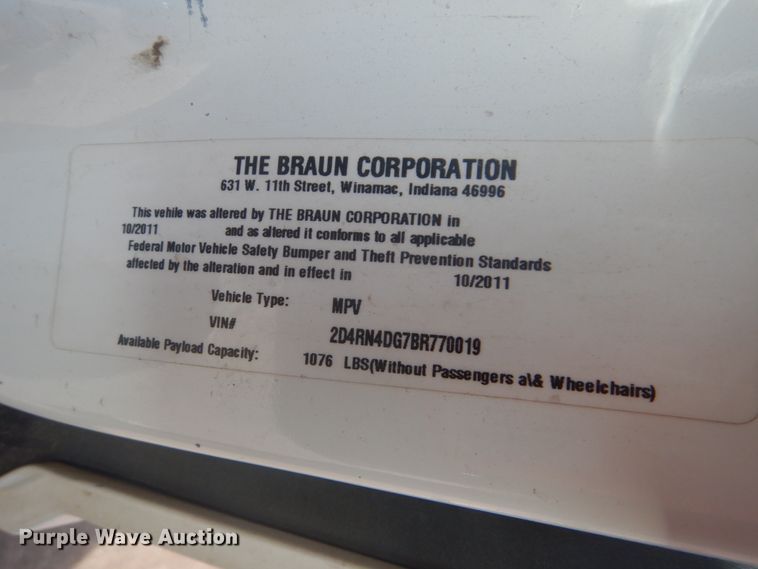 THE BRAUN CORPORATION
631 W. 11th Street, Winamac, Indiana 46996
This vehile was altered by THE BRAUN CORPORATION in
10/2011 and as altered it conforms to all applicable
Federal Motor Vehicle Safety Bumper and Theft Prevention Standards
affected by the alteration and in effect in 10/2011
Vehicle Type: MPV
VIN# 2D4RN4DG7BR770019
Available Payload Capacity: 1076 LBS(Without Passengers a\& Wheelchairs)
Purple Wave Auction